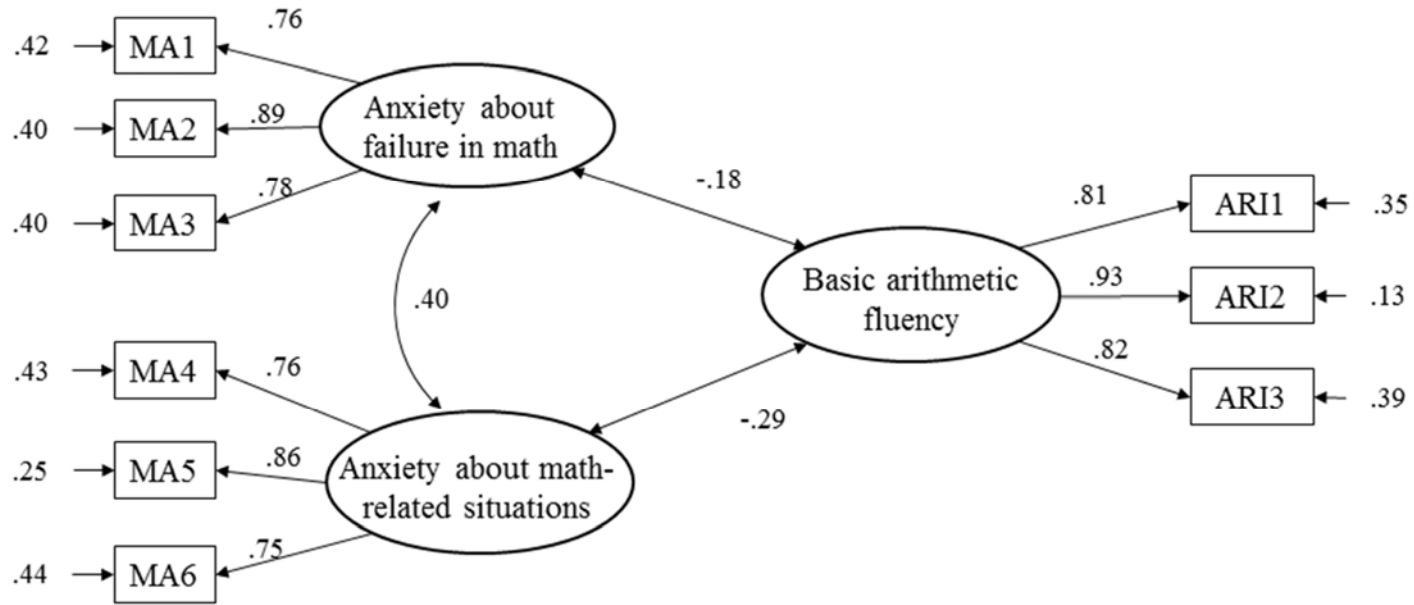 .42
MA1
.76
.40
MA2
.89
.40
MA3
.78
Anxiety about
failure in math
-.18
.40
.43
MA4
.76
.25
MA5
.86
.44
MA6
.75
Anxiety about math-
related situations
-.29
Basic arithmetic
fluency
.81
ARI1
.35
.93
ARI2
.13
.82
ARI3
.39